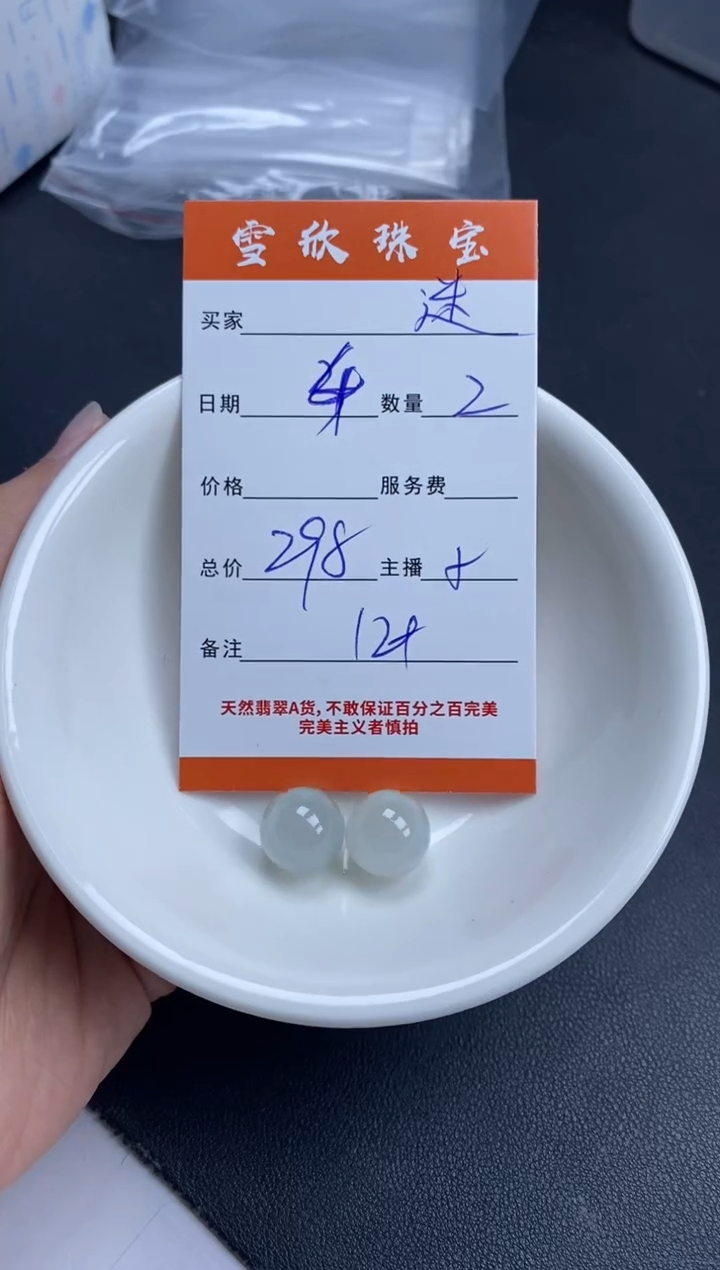 雪欣珠宝
买家 迷
日期 4 数量 2
价格 服务费
总价 298 主播
备注 12+
天然翡翠A货,不敢保证百分之百完美
完美主义者慎拍